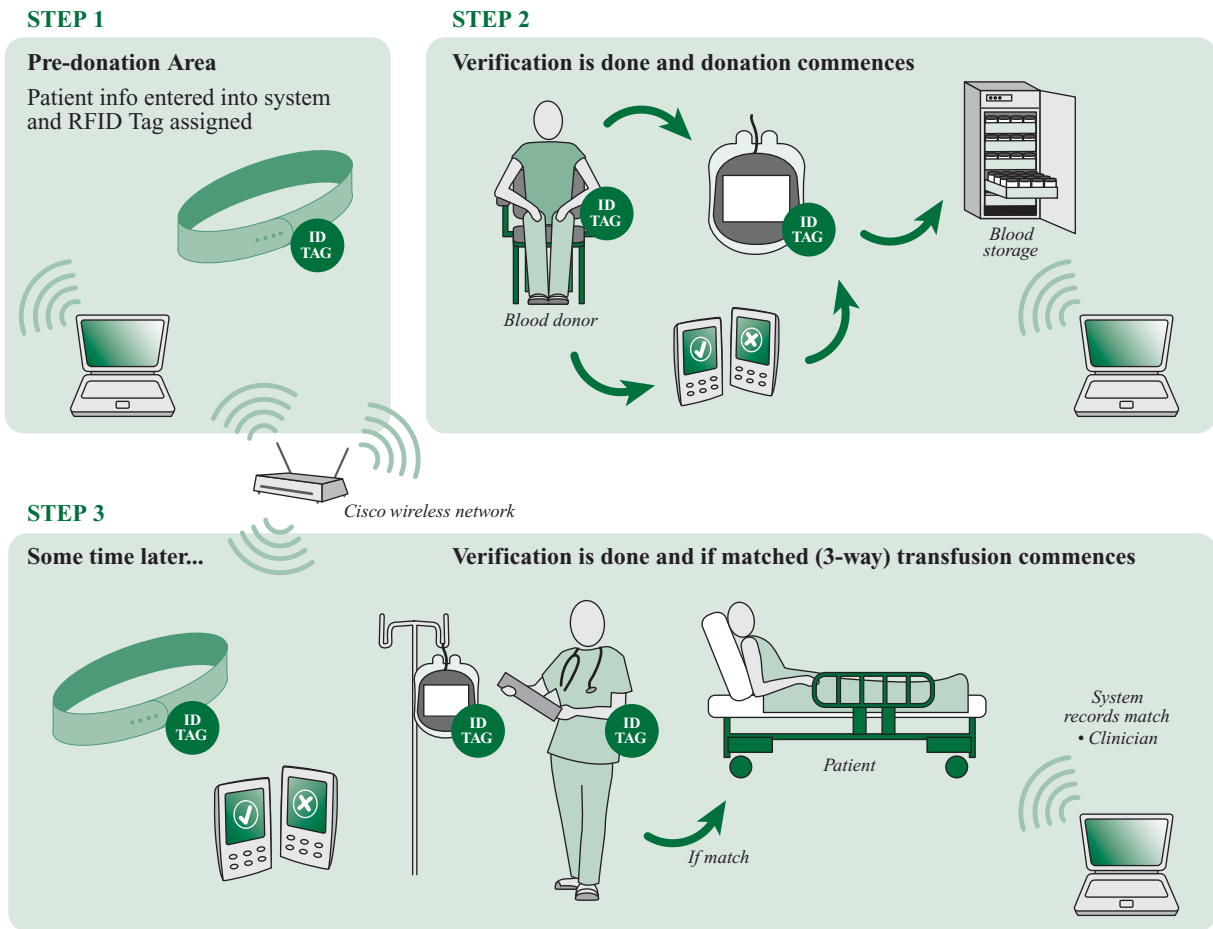 STEP 1
Pre-donation Area
Patient info entered into system
and RFID Tag assigned
ID
TAG
STEP 2
Verification is done and donation commences
ID
TAG
ID
TAG
Blood donor
Blood
storage
Cisco wireless network
STEP 3
Some time later...
Verification is done and if matched (3-way) transfusion commences
ID
TAG
ID
TAG
ID
TAG
If match
Patient
System
records match
• Clinician